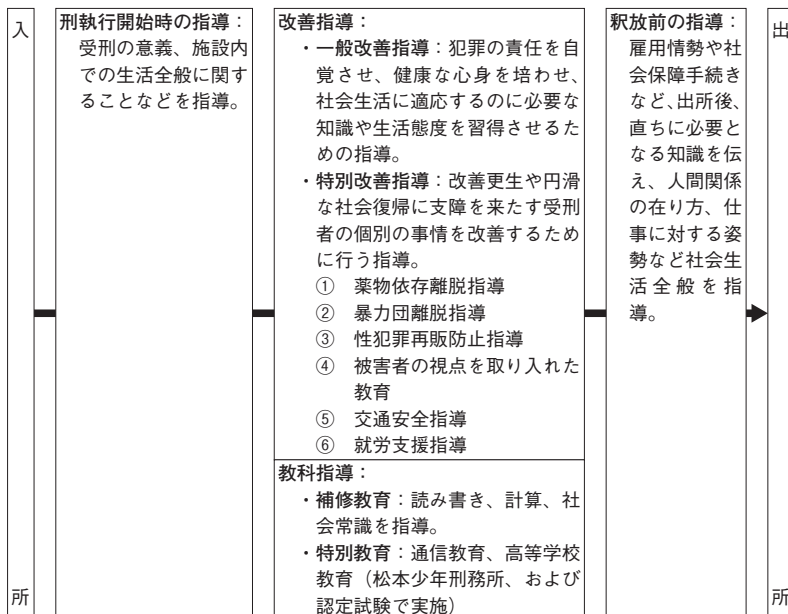 入
所
刑執行開始時の指導：
受刑の意義、施設内
での生活全般に関す
ることなどを指導。
改善指導：
・一般改善指導：犯罪の責任を自
覚させ、健康な心身を培わせ、
社会生活に適応するのに必要な
知識や生活態度を習得させるた
めの指導。
・特別改善指導：改善更生や円滑
な社会復帰に支障を来たす受刑
者の個別の事情を改善するため
に行う指導。
① 薬物依存離脱指導
② 暴力団離脱指導
③ 性犯罪再販防止指導
④ 被害者の視点を取り入れた
教育
⑤ 交通安全指導
⑥ 就労支援指導
教科指導：
・補修教育：読み書き、計算、社
会常識を指導。
・特別教育：通信教育、高等学校
教育（松本少年刑務所、および
認定試験で実施）
釈放前の指導：
雇用情勢や社
会保障手続き
など、出所後、
直ちに必要と
なる知識を伝
え、人間関係
の在り方、仕
事に対する姿
勢など社会生
活全般を指
導。
出
所